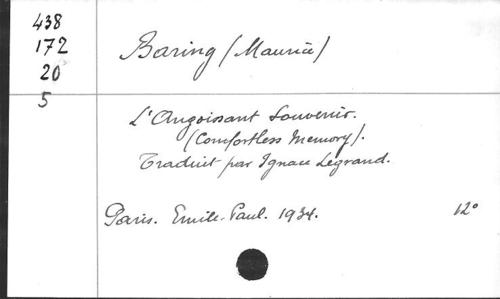 438
172
20
5
Baring (Maurice)
L'Angoissant Souvenir.
(Comfortless Memory).
Traduit par Ignace Legrand.
Paris. Emile-Paul. 1934. 12°